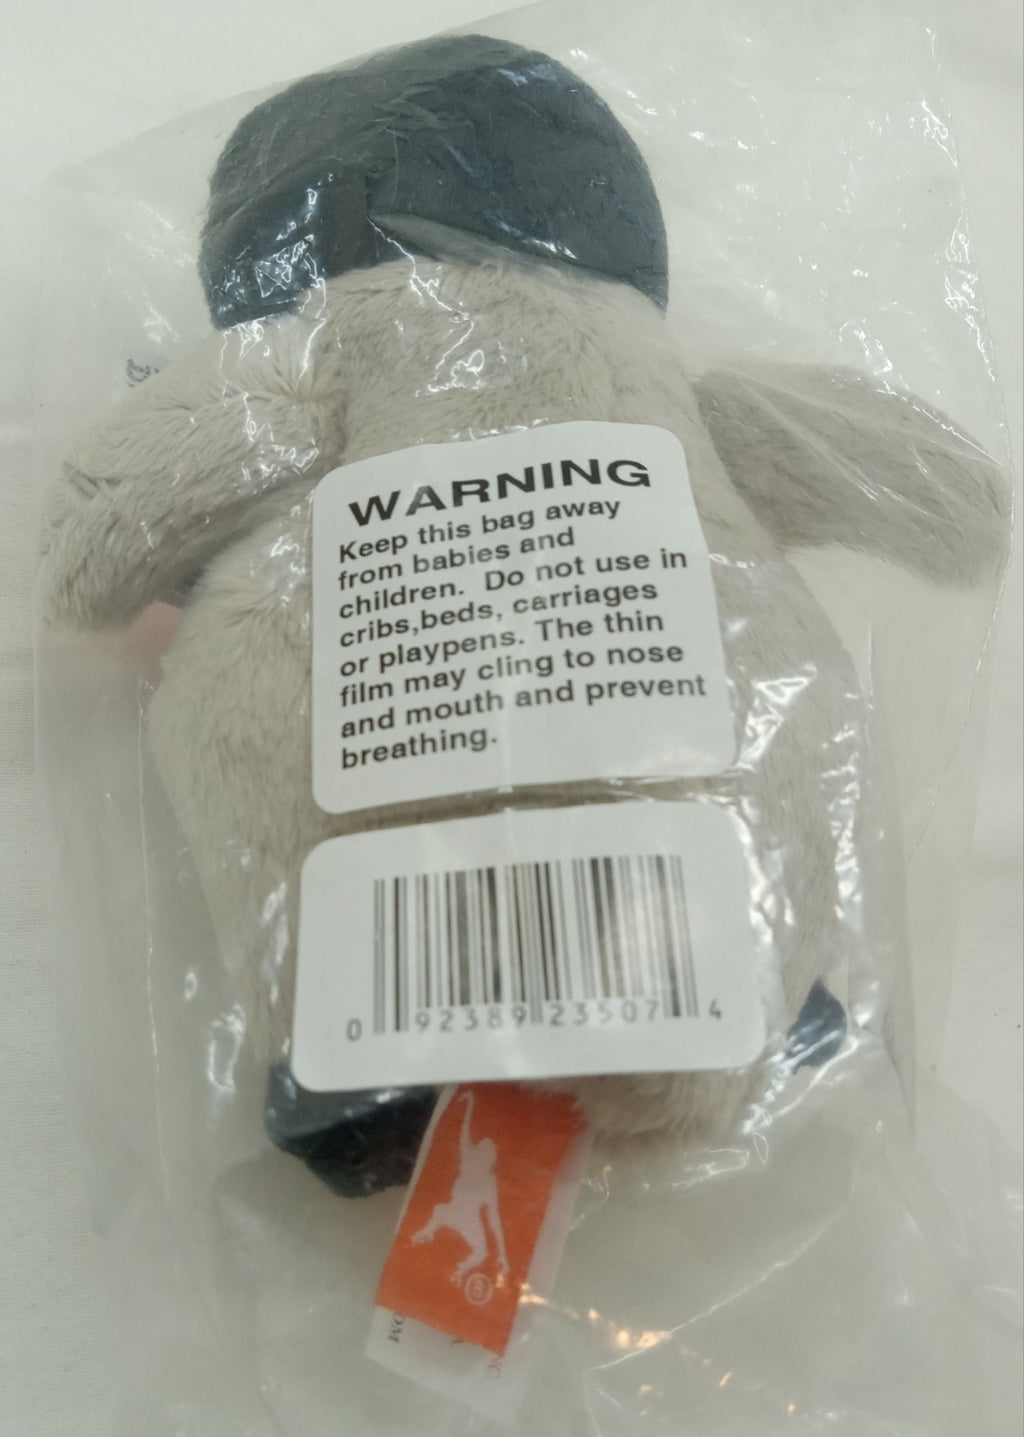 WARNING
Keep this bag away
from babies and
children. Do not use in
cribs,beds, carriages
or playpens. The thin
film may cling to nose
and mouth and prevent
breathing.
0 92389 23507 4
©